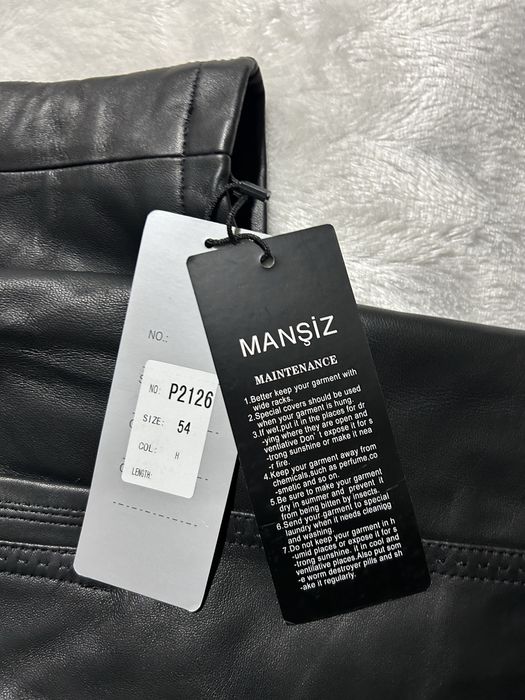 NO.:
NO: P2126
SIZE: 54
COL: H
LENGTH:
MANŞİZ
MAINTENANCE
1.Better keep your garment with
wide racks.
2.Special covers should be used
when your garment is hung.
3.If wet,put it in the places for dr
-ying where they are open and
ventilative Don't expose it for s
-trong sunshine or make it nea
-r fire.
4.Keep your garment away from
chemicals,such as perfume,co
-smetic and so on.
5.Be sure to make your garment
dry in summer and prevent it
from being bitten by insects.
6.Send your garment to special
laundry when it needs cleaniqg
and washing.
7.Do not keep your garment in h
-umid places or expose it for s
-trong sunshine. it in cool and
ventilative places.Also put som
-e worm destroyer pills and sh
-ake it regularly.